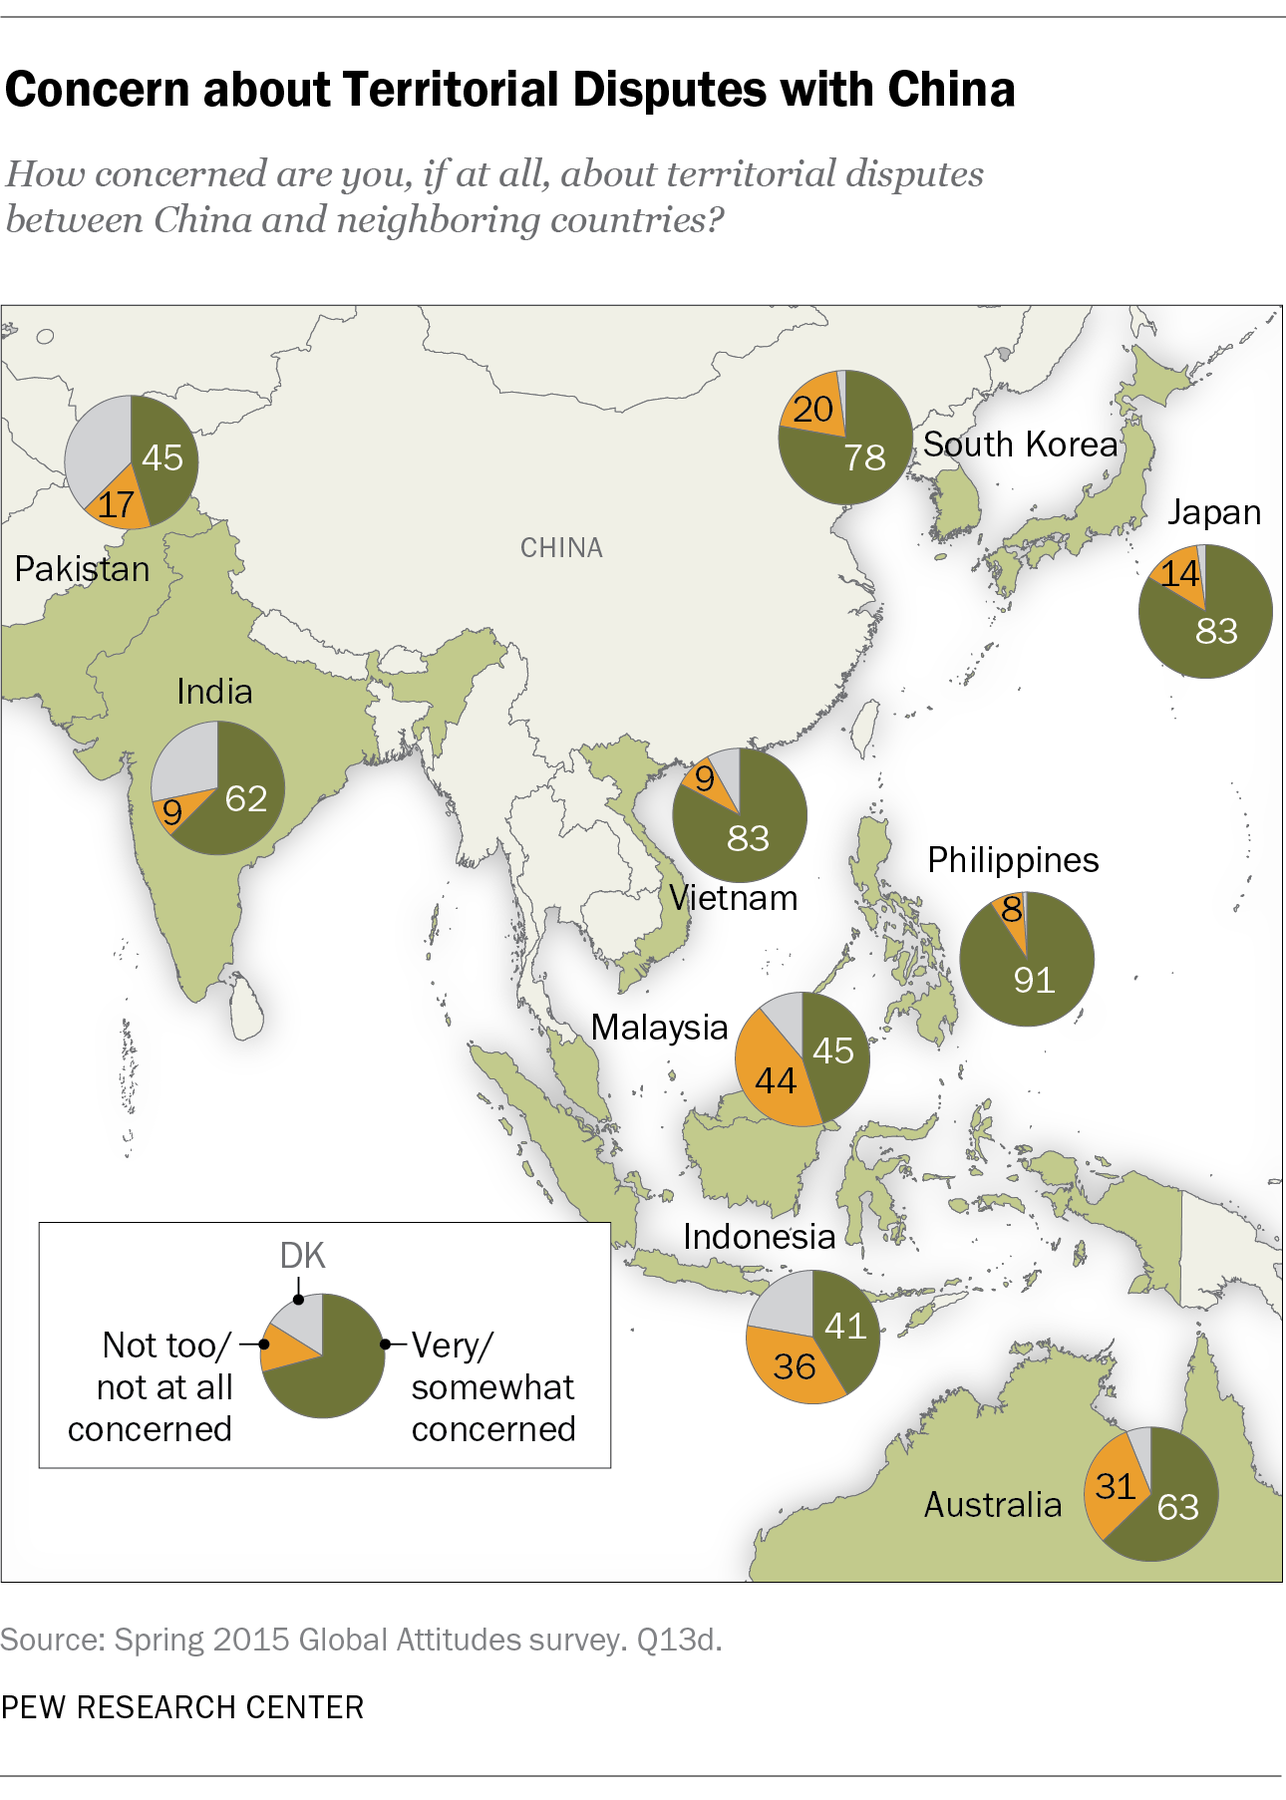 Concern about Territorial Disputes with China
How concerned are you, if at all, about territorial disputes
between China and neighboring countries?
45
17
Pakistan
20
78
South Korea
CHINA
Japan
14
83
India
9
62
9
83
Vietnam
Philippines
8
91
Malaysia
45
44
Indonesia
41
36
DK
Not too/
not at all
concerned
Very/
somewhat
concerned
Australia
31
63
Source: Spring 2015 Global Attitudes survey. Q13d.
PEW RESEARCH CENTER